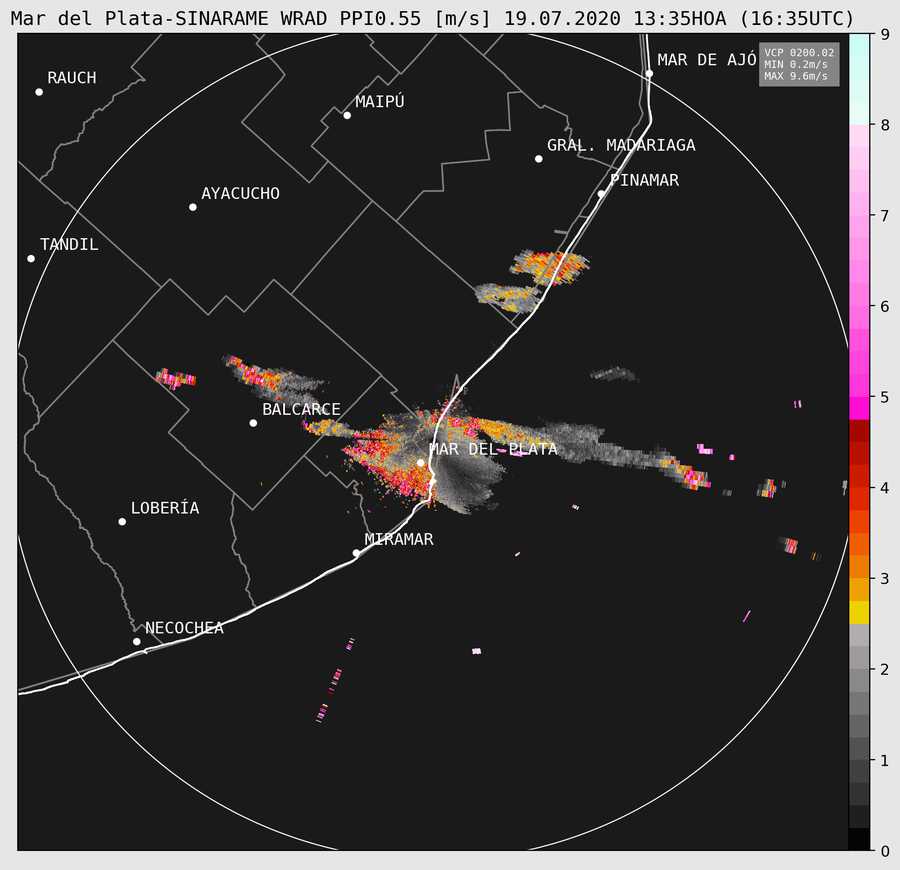 Mar del Plata-SINARAME WRAD PPI0.55 [m/s] 19.07.2020 13:35HOA (16:35UTC)
VCP 0200.02
MIN 0.2m/s
MAX 9.6m/s
MAR DE AJÓ
RAUCH
MAIPÚ
GRAL. MADARIAGA
PINAMAR
AYACUCHO
TANDIL
BALCARCE
MAR DEL PLATA
LOBERÍA
MIRAMAR
NECOCHEA
9
8
7
6
5
4
3
2
1
0